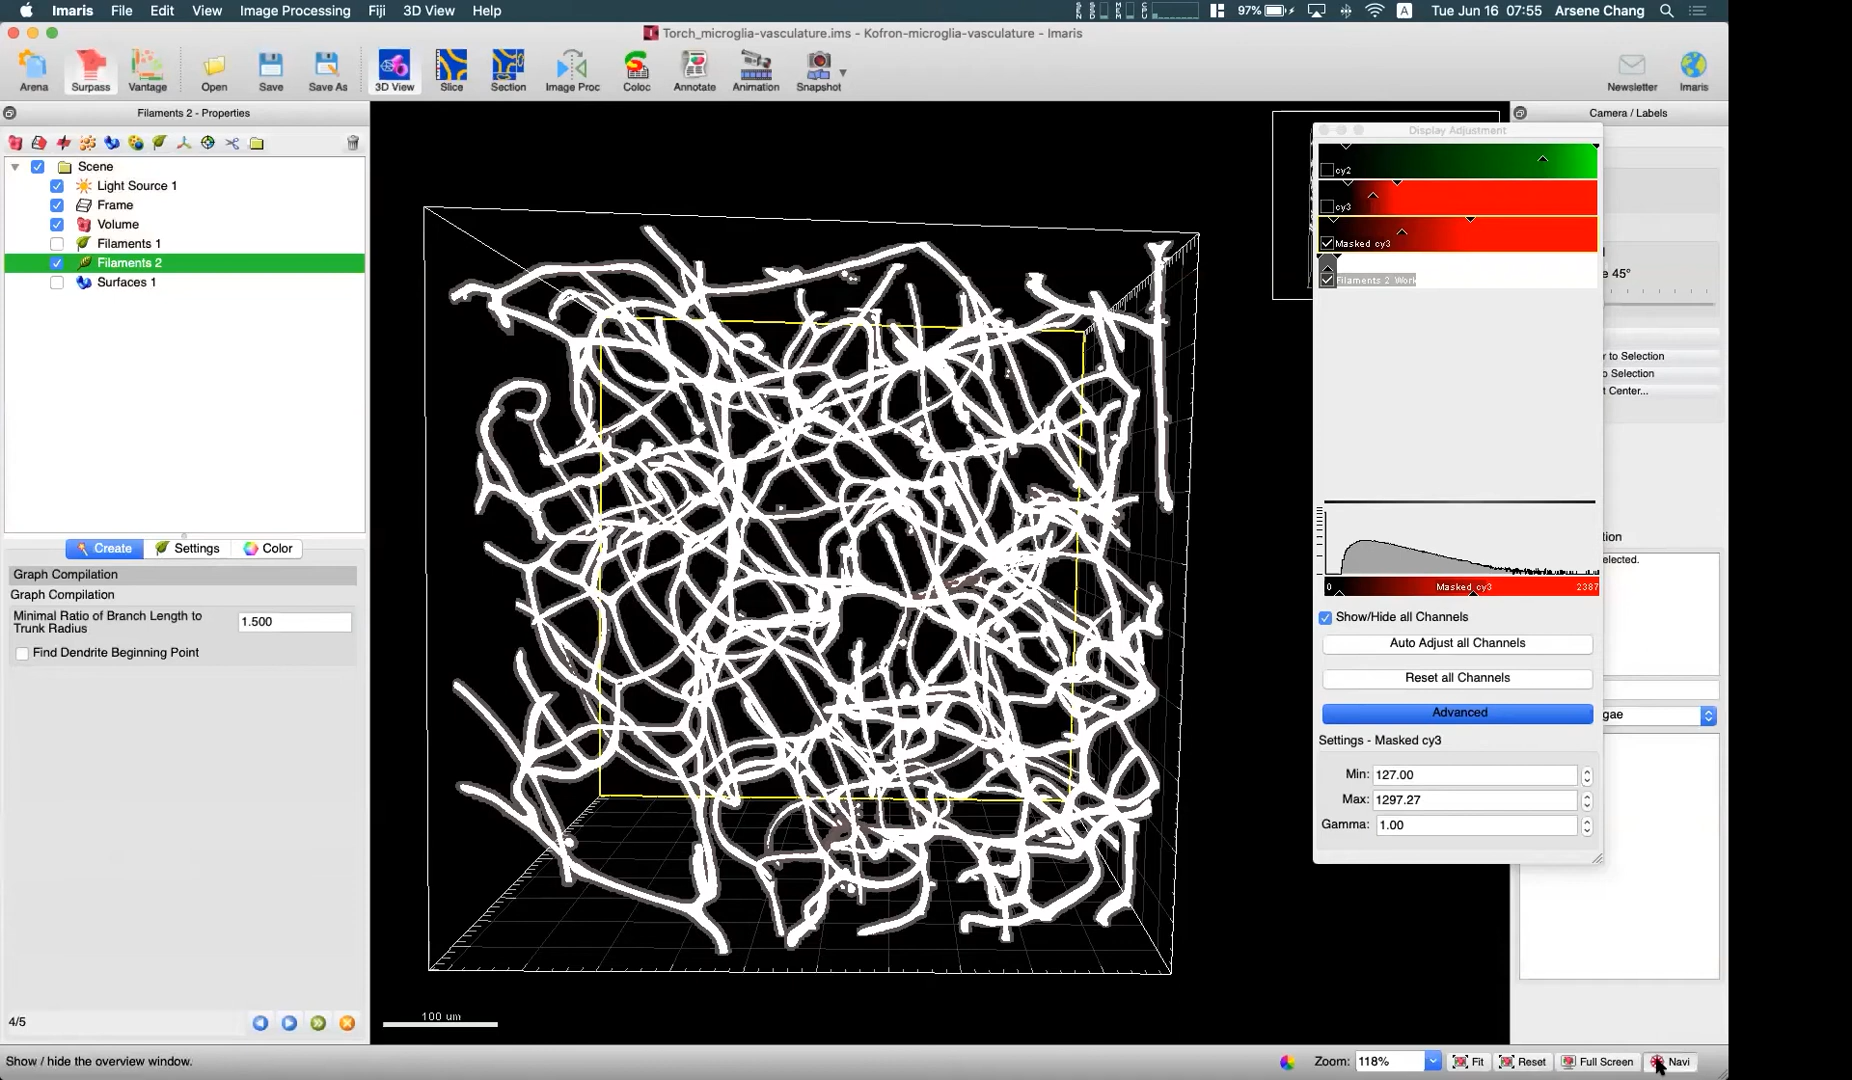 Imaris File Edit View Image Processing Fiji 3D View Help 97% A Tue Jun 16 07:55 Arsene Chang
Torch_microglia-vasculature.ims - Kofron-microglia-vasculature - Imaris
Arena Surpass Vantage Open Save Save As 3D View Slice Section Image Proc Coloc Annotate Animation Snapshot Newsletter Imaris
Filaments 2 - Properties
Camera / Labels
Display Adjustment
Scene
Light Source 1
Frame
Volume
Filaments 1
Filaments 2
Surfaces 1
cy2
cy3
Masked cy3
Filaments 2 Work
e 45°
r to Selection
o Selection
t Center...
tion
elected.
gae
Create Settings Color
Graph Compilation
Graph Compilation
Minimal Ratio of Branch Length to
Trunk Radius
1.500
Find Dendrite Beginning Point
4/5
100 um
0 Masked cy3 2387
Show/Hide all Channels
Auto Adjust all Channels
Reset all Channels
Advanced
Settings - Masked cy3
Min: 127.00
Max: 1297.27
Gamma: 1.00
Show / hide the overview window.
Zoom: 118% Fit Reset Full Screen Navi